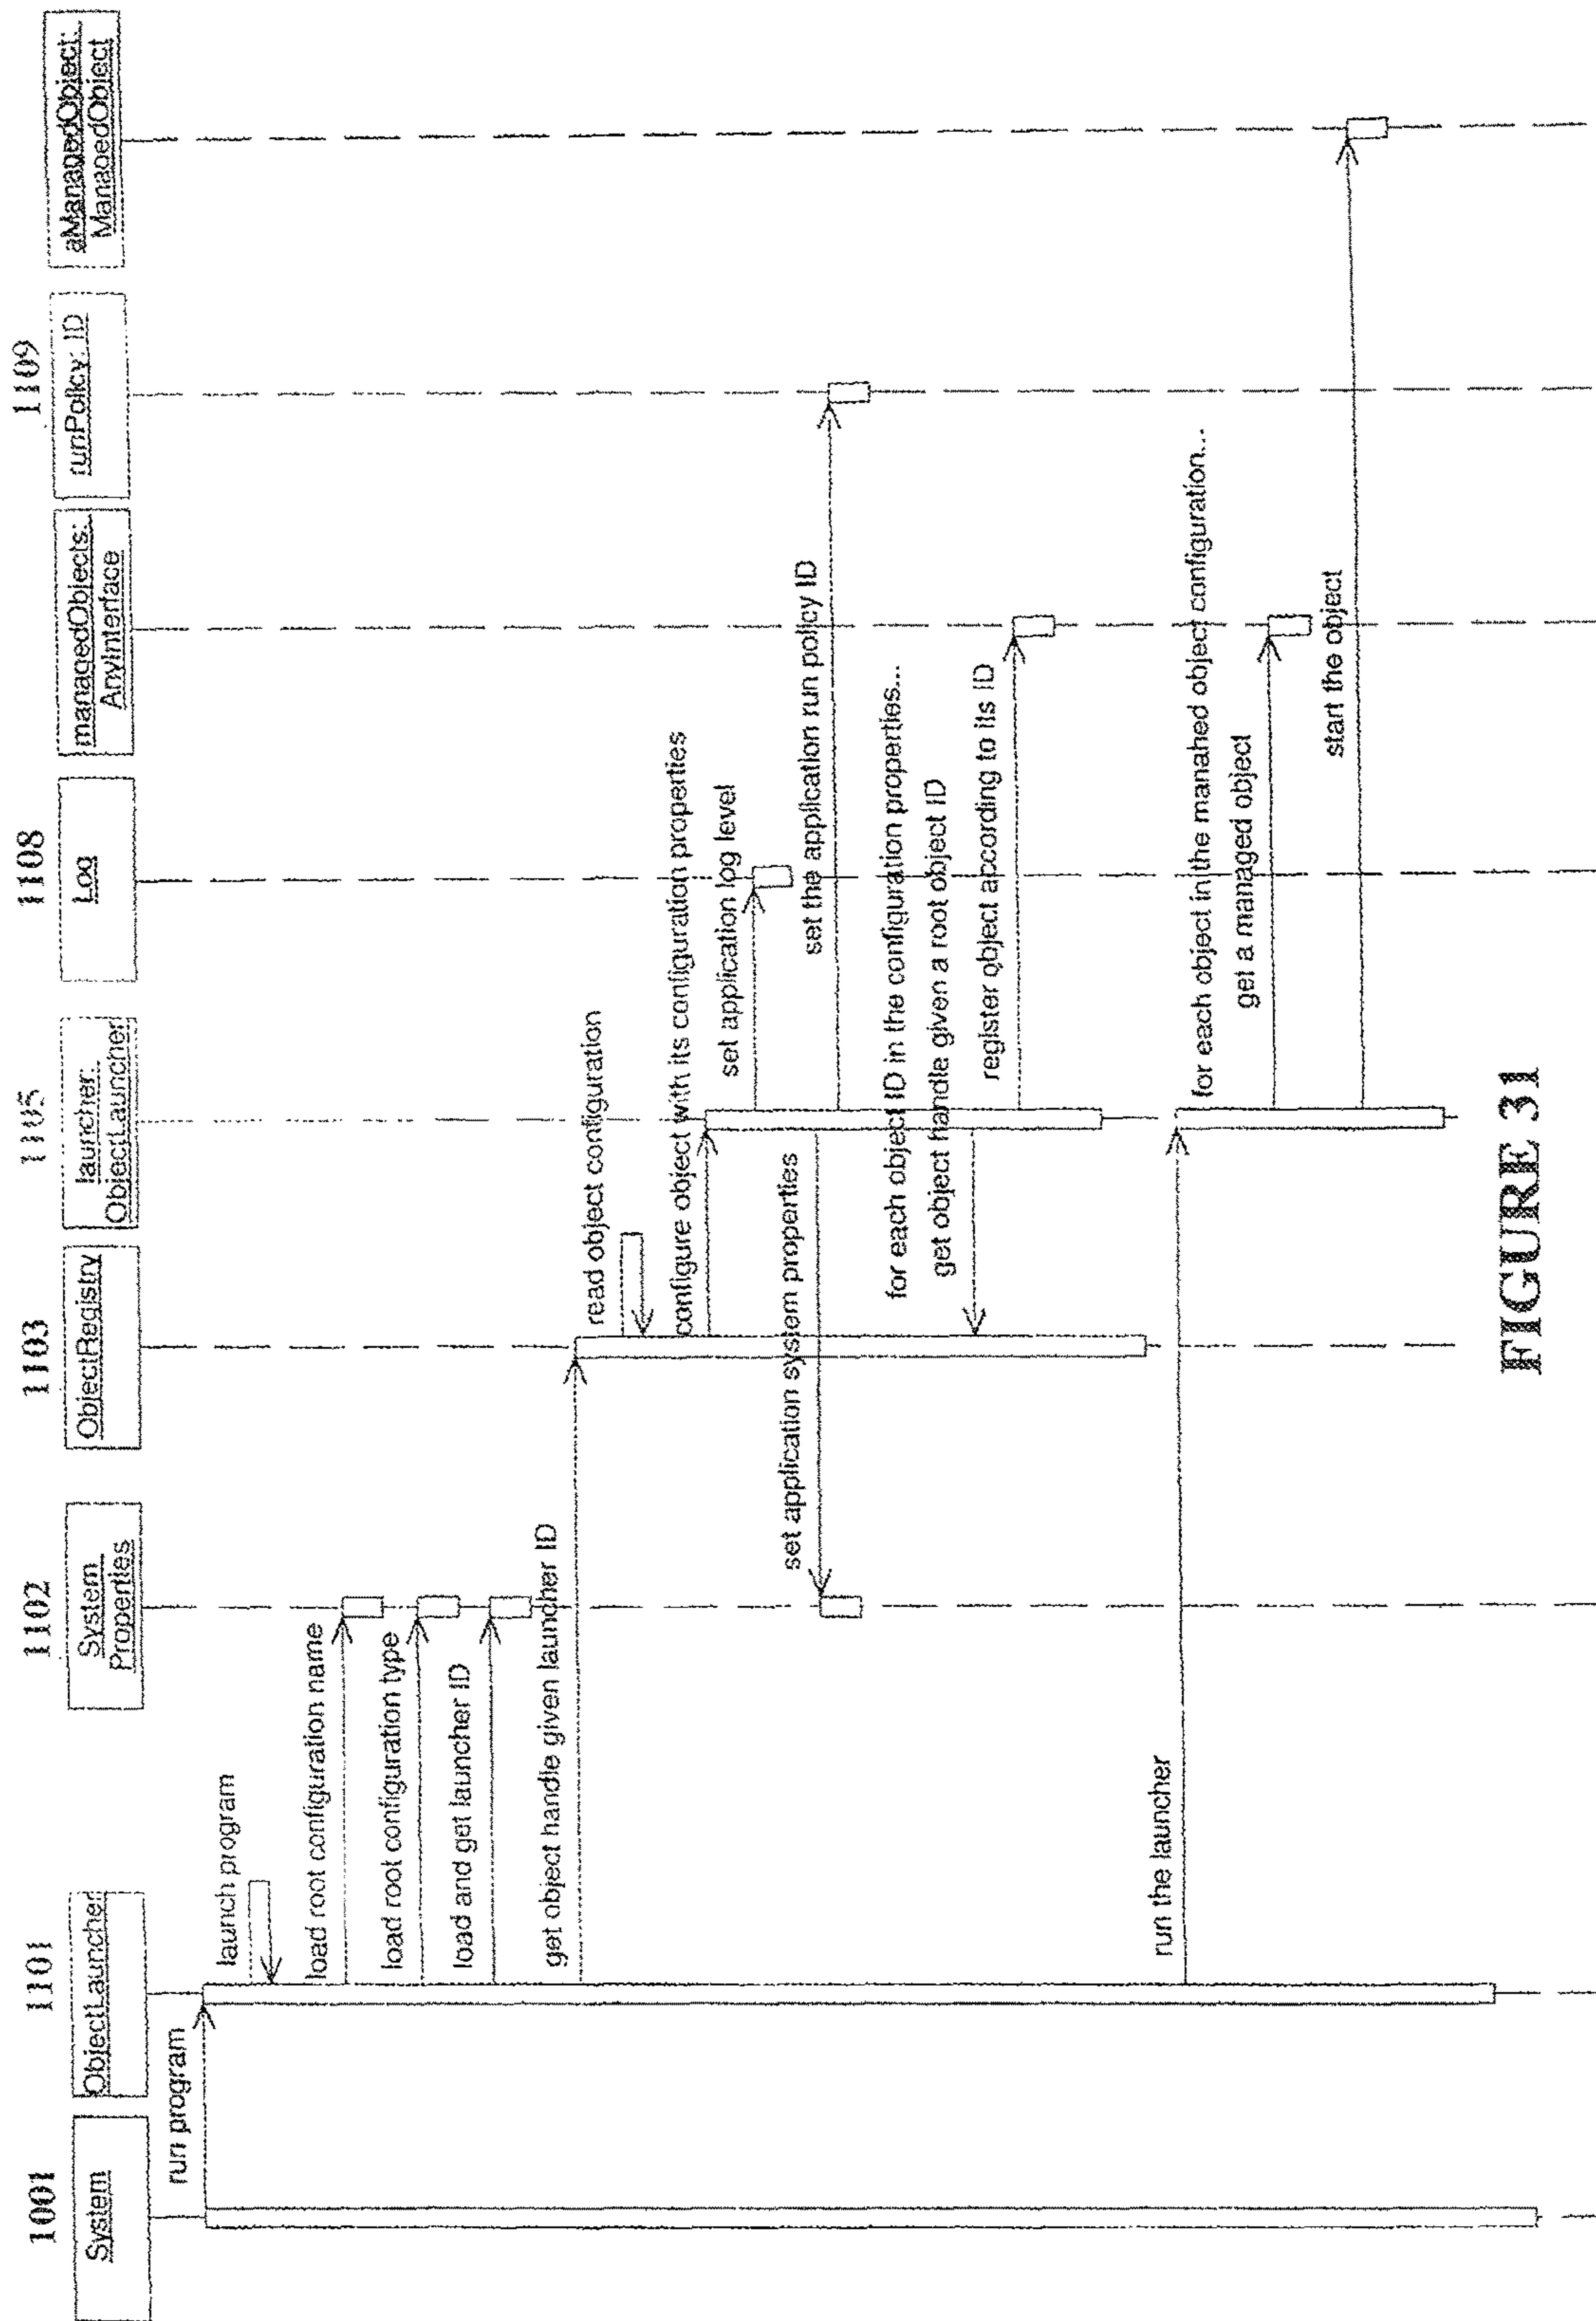 1001
1101
1102
1103
1105
1108
1109
System
ObjectLauncher
System
Properties
ObjectRegistry
launcher:
ObjectLauncher
Log
managedObjects:
AnyInterface
runPolicy: ID
aManagedObject:
ManagedObject
run program
launch program
load root configuration name
load root configuration type
load and get launcher ID
get object handle given launcher ID
read object configuration
configure object with its configuration properties
set application log level
set application system properties
set the application run policy ID
for each object ID in the configuration properties...
get object handle given a root object ID
register object according to its ID
run the launcher
for each object in the manahed object configuration...
get a managed object
start the object
FIGURE 31